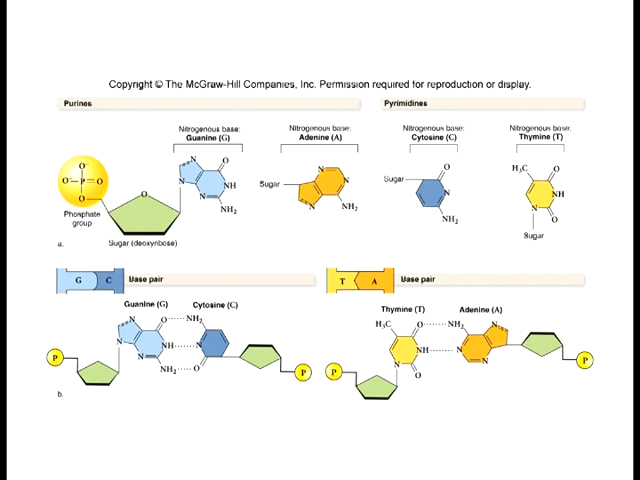 Copyright © The McGraw-Hill Companies, Inc. Permission required for reproduction or display.
Purines
Pyrimidines
Nitrogenous base:
Guanine (G)
Nitrogenous base:
Adenine (A)
Nitrogenous base:
Cytosine (C)
Nitrogenous base:
Thymine (T)
O⁻
O⁻ P O
O
Phosphate
group
O
Sugar (deoxyribose)
N
O
NH
N
N
NH₂
Sugar
N
N
N
NH₂
Sugar
O
N
NH₂
H₃C
O
NH
N
O
Sugar
a.
G C Base pair
T A Base pair
Guanine (G)
Cytosine (C)
Thymine (T)
Adenine (A)
N
O
NH₂
N
NH
N
N
NH₂
O
P
P
H₃C
O
NH₂
N
NH
N
N
N
O
P
P
b.